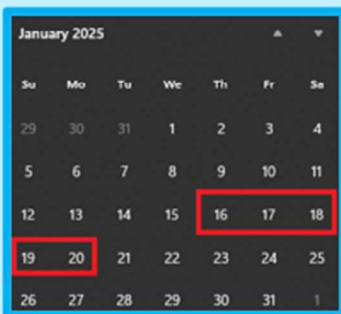 January 2025
Su Mo Tu We Th Fr Sa
29 30 31 1 2 3 4
5 6 7 8 9 10 11
12 13 14 15 16 17 18
19 20 21 22 23 24 25
26 27 28 29 30 31 1